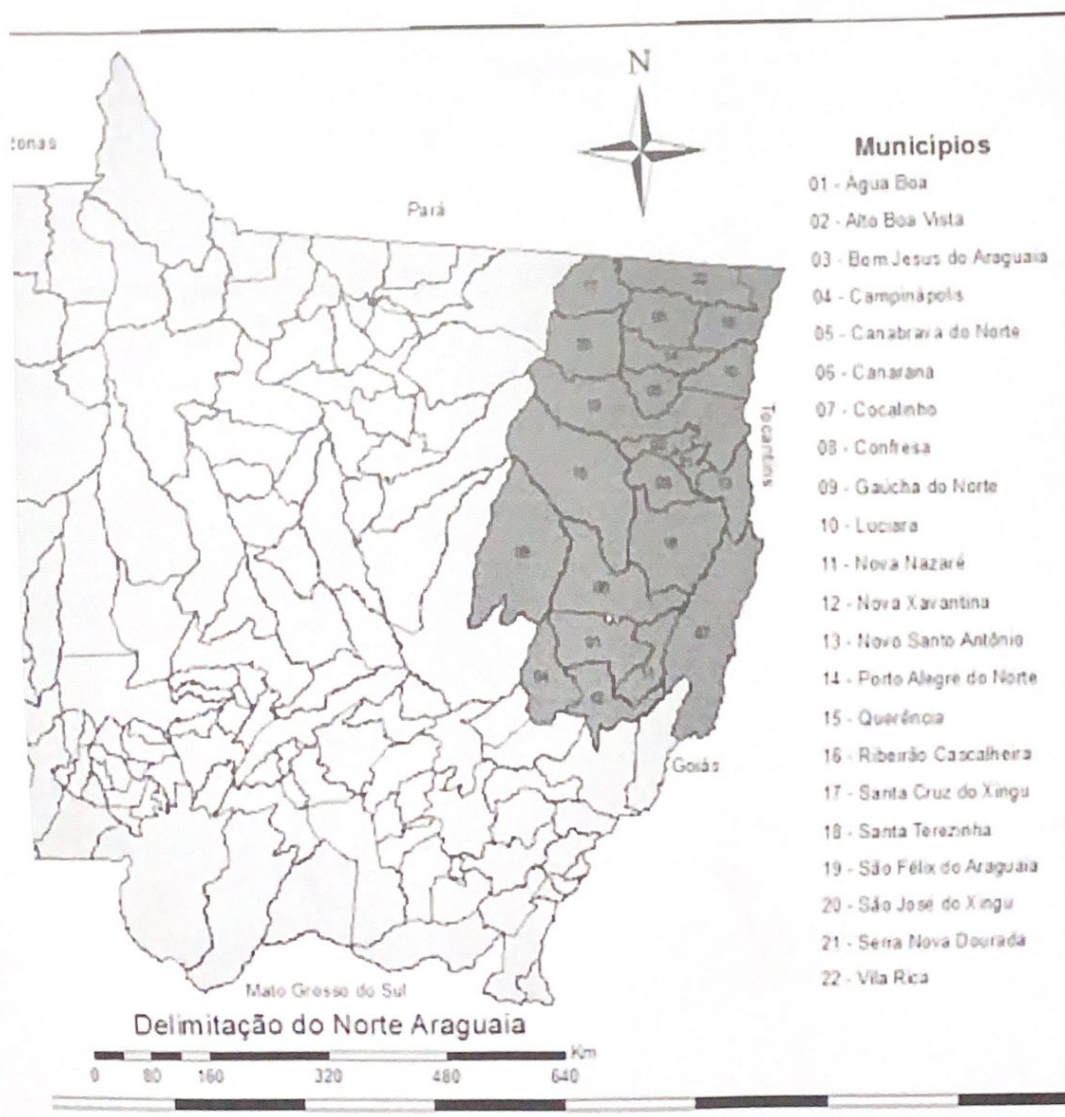 N
zonas
Pará
Tocantins
Goiás
Mato Grosso do Sul
Municípios
01 - Água Boa
02 - Alto Boa Vista
03 - Bom Jesus do Araguaia
04 - Campinápolis
05 - Canabrava do Norte
06 - Canarana
07 - Cocalinho
08 - Confresa
09 - Gaúcha do Norte
10 - Luciara
11 - Nova Nazaré
12 - Nova Xavantina
13 - Novo Santo Antônio
14 - Porto Alegre do Norte
15 - Querência
16 - Ribeirão Cascalheira
17 - Santa Cruz do Xingu
18 - Santa Terezinha
19 - São Félix do Araguaia
20 - São José do Xingu
21 - Serra Nova Dourada
22 - Vila Rica
01
04
07
Delimitação do Norte Araguaia
Km
0 80 160 320 480 640